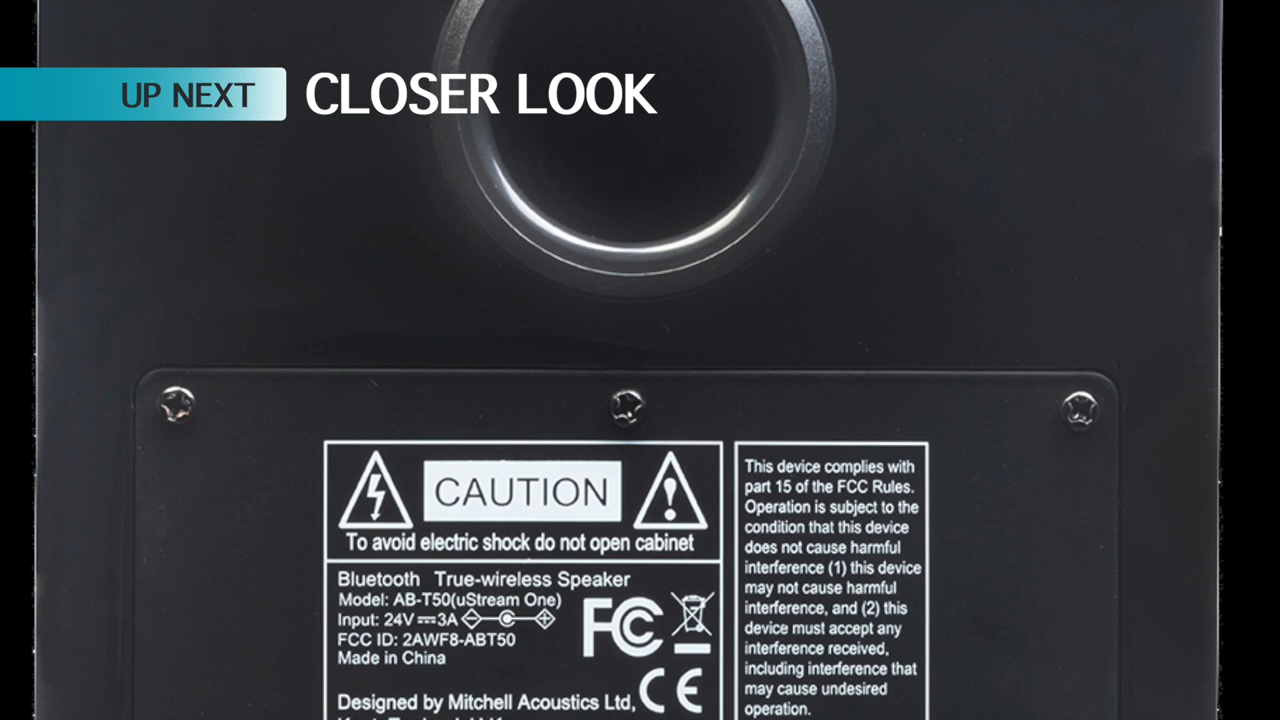 UP NEXT
CLOSER LOOK
CAUTION
To avoid electric shock do not open cabinet
Bluetooth True-wireless Speaker
Model: AB-T50(uStream One)
Input: 24V⎓3A
FCC ID: 2AWF8-ABT50
Made in China
FC
CE
Designed by Mitchell Acoustics Ltd,
This device complies with
part 15 of the FCC Rules.
Operation is subject to the
condition that this device
does not cause harmful
interference (1) this device
may not cause harmful
interference, and (2) this
device must accept any
interference received,
including interference that
may cause undesired
operation.